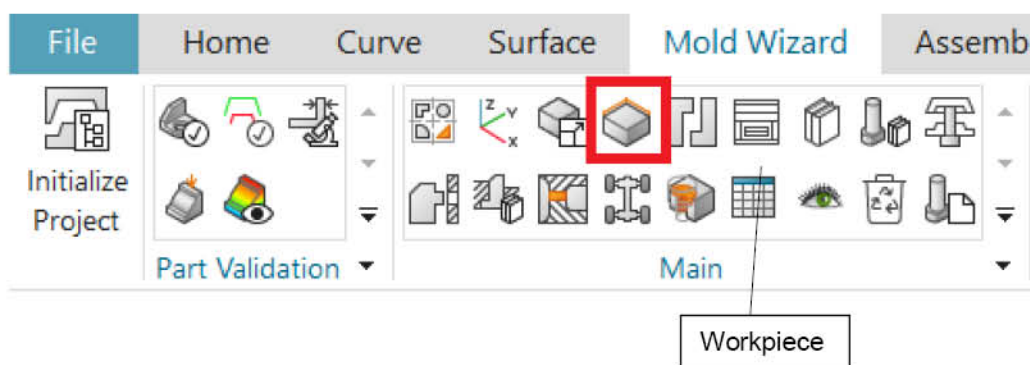 File Home Curve Surface Mold Wizard Assemb
Initialize
Project
Part Validation Main
Workpiece